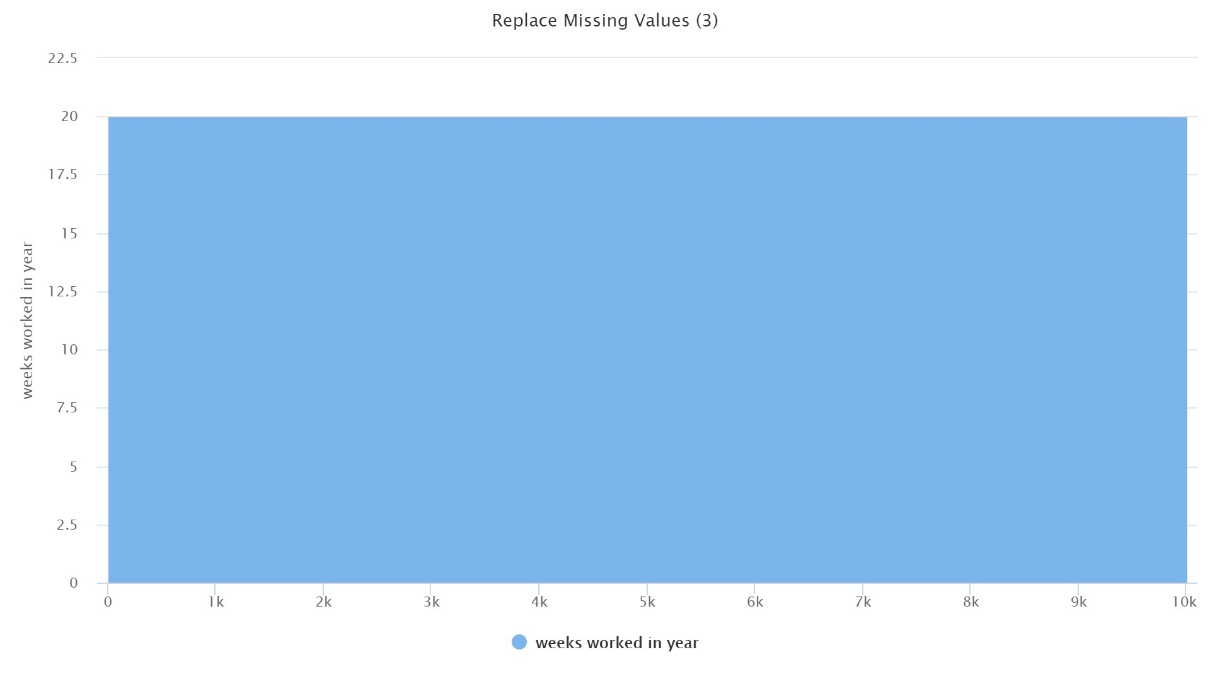 Replace Missing Values (3)
22.5
20
17.5
15
12.5
10
7.5
5
2.5
0
weeks worked in year
0 1k 2k 3k 4k 5k 6k 7k 8k 9k 10k
weeks worked in year